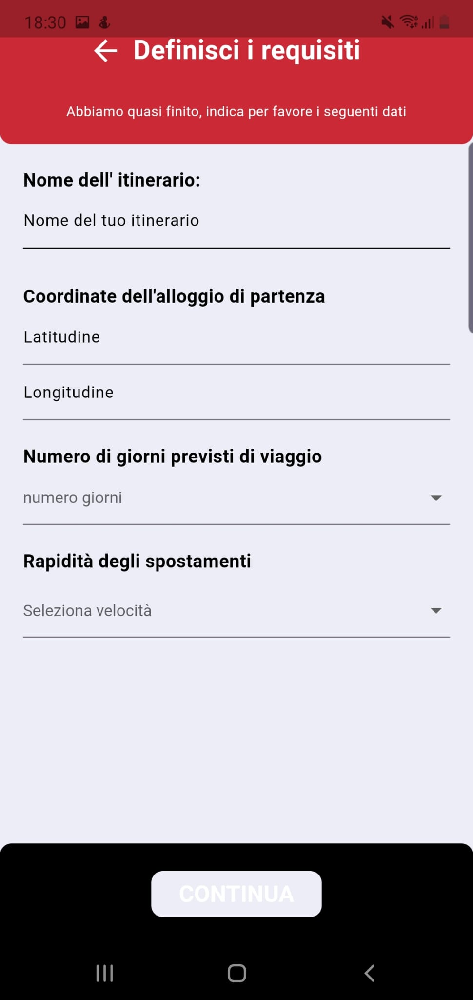 18:30
Definisci i requisiti
Abbiamo quasi finito, indica per favore i seguenti dati
Nome dell' itinerario:
Nome del tuo itinerario
Coordinate dell'alloggio di partenza
Latitudine
Longitudine
Numero di giorni previsti di viaggio
numero giorni
Rapidità degli spostamenti
Seleziona velocità
CONTINUA